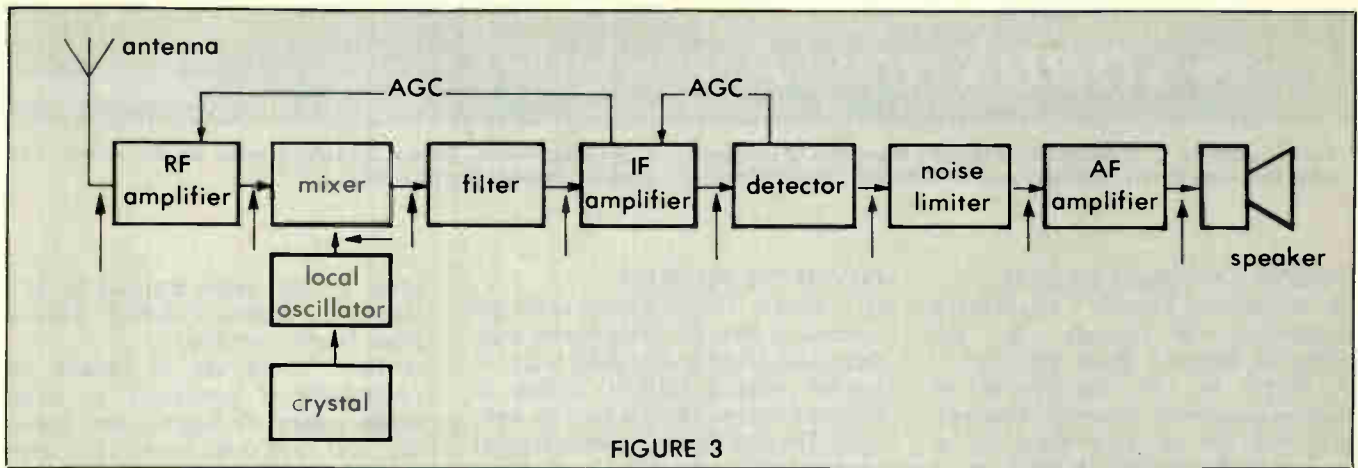 antenna
AGC
AGC
RF
amplifier
mixer
filter
IF
amplifier
detector
noise
limiter
AF
amplifier
speaker
local
oscillator
crystal
FIGURE 3